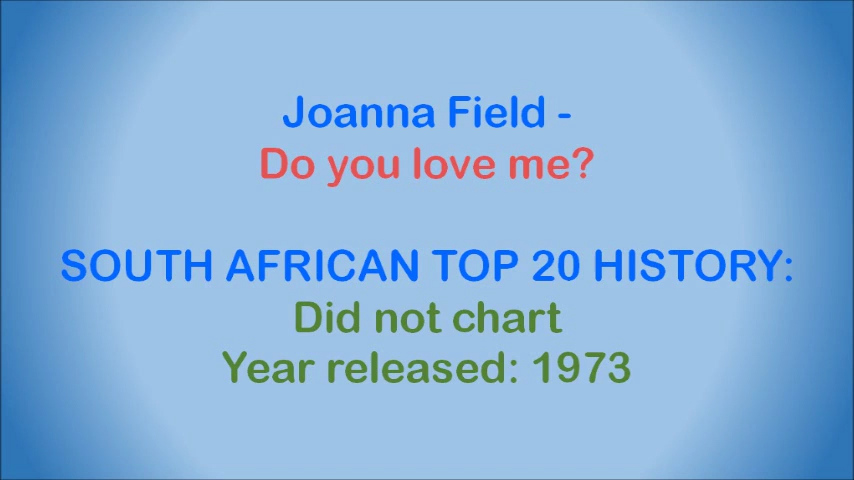 Joanna Field -
Do you love me?
SOUTH AFRICAN TOP 20 HISTORY:
Did not chart
Year released: 1973